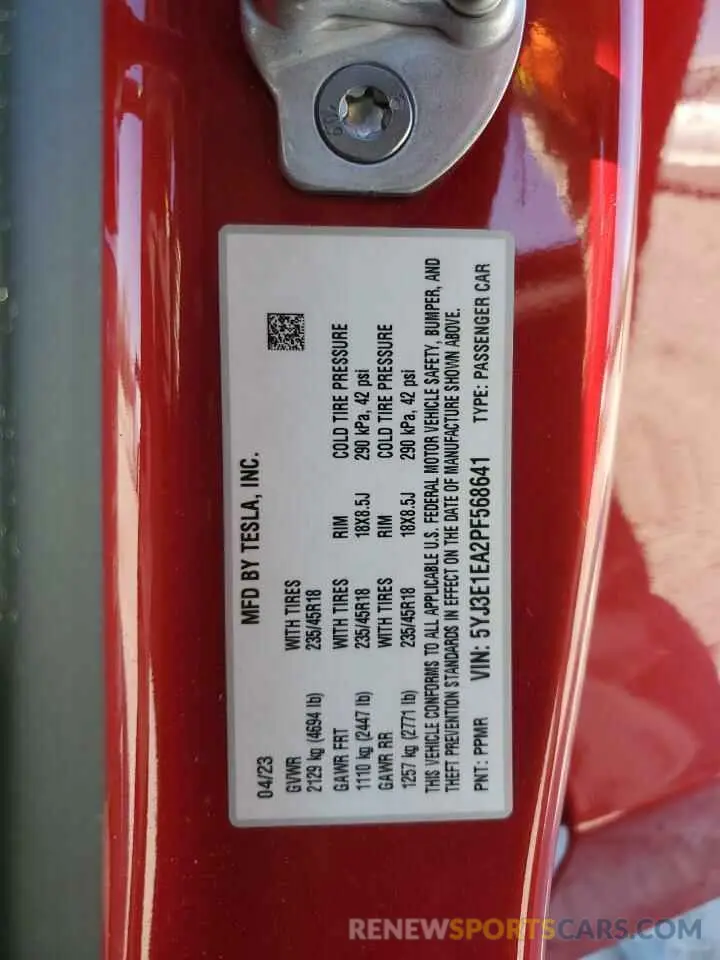 MFD BY TESLA, INC.
04/23
GVWR WITH TIRES
2129 kg (4694 lb) 235/45R18
GAWR FRT WITH TIRES RIM COLD TIRE PRESSURE
1110 kg (2447 lb) 235/45R18 18X8.5J 290 kPa, 42 psi
GAWR RR WITH TIRES RIM COLD TIRE PRESSURE
1257 kg (2771 lb) 235/45R18 18X8.5J 290 kPa, 42 psi
THIS VEHICLE CONFORMS TO ALL APPLICABLE U.S. FEDERAL MOTOR VEHICLE SAFETY, BUMPER, AND
THEFT PREVENTION STANDARDS IN EFFECT ON THE DATE OF MANUFACTURE SHOWN ABOVE.
PNT: PPMR VIN: 5YJ3E1EA2PF568641 TYPE: PASSENGER CAR
RENEWSPORTSCARS.COM